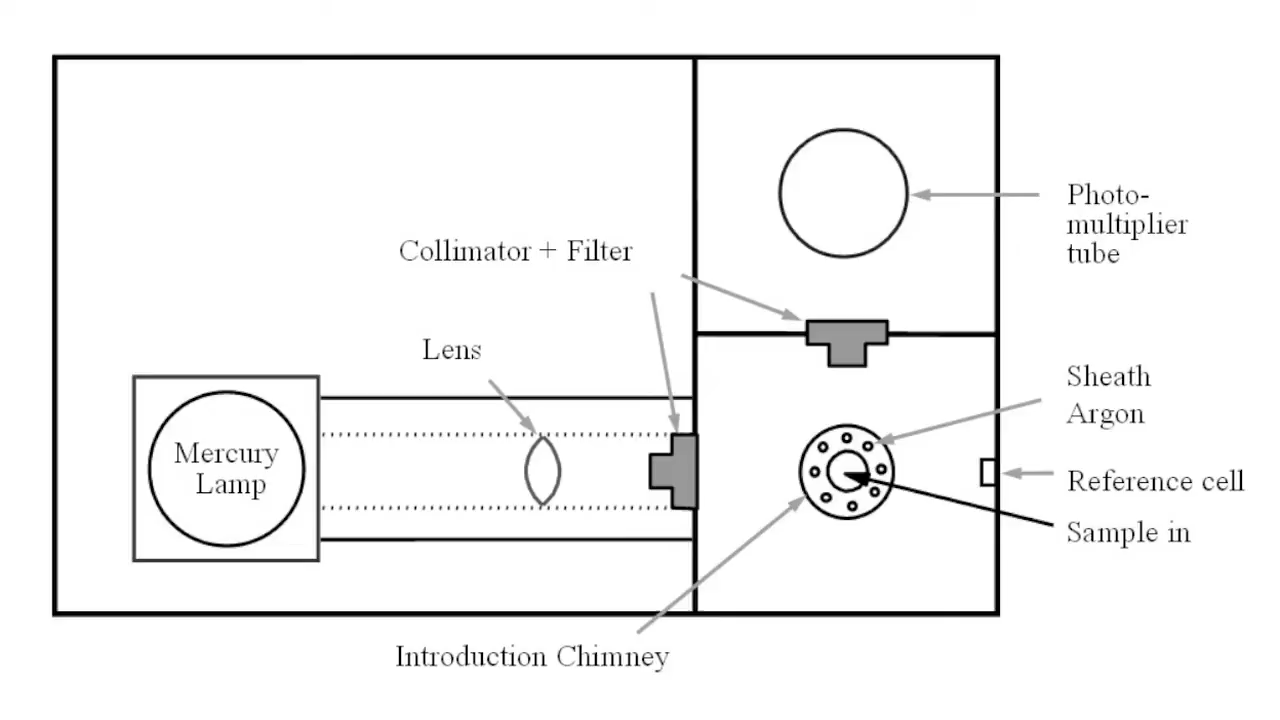 Photo-
multiplier
tube
Collimator + Filter
Lens
Sheath
Argon
Mercury
Lamp
Reference cell
Sample in
Introduction Chimney